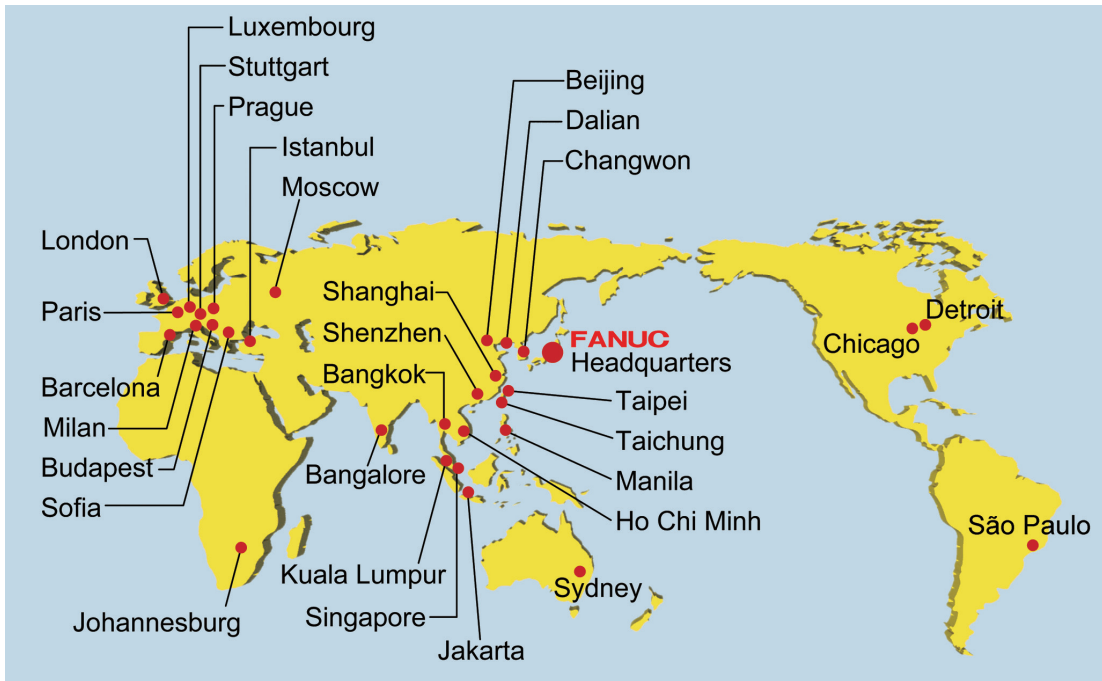 Luxembourg
Stuttgart
Prague
Istanbul
Moscow
London
Paris
Barcelona
Milan
Budapest
Sofia
Johannesburg
Beijing
Dalian
Changwon
Shanghai
Shenzhen
Bangkok
Bangalore
FANUC
Headquarters
Taipei
Taichung
Manila
Ho Chi Minh
Kuala Lumpur
Singapore
Jakarta
Sydney
Detroit
Chicago
São Paulo